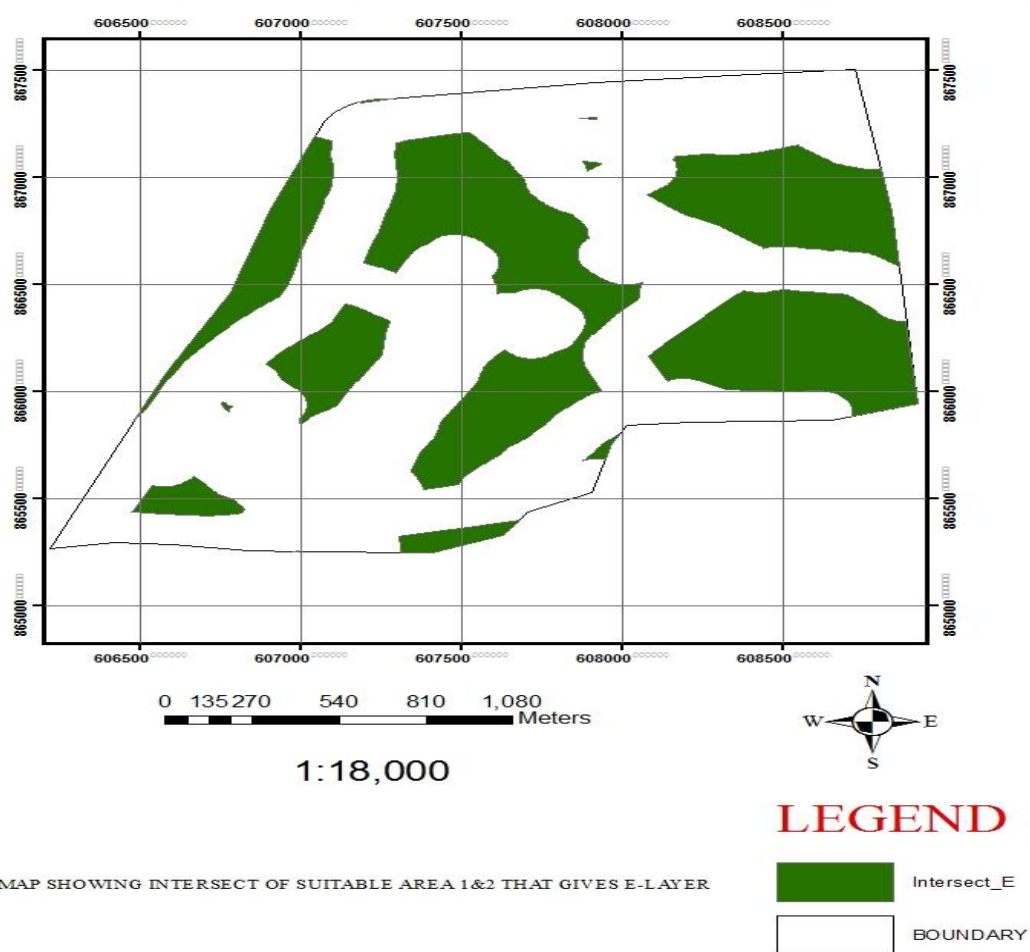 606500 607000 607500 608000 608500
867500 867500
867000 867000
866500 866500
866000 866000
865500 865500
865000 865000
606500 607000 607500 608000 608500
0 135 270 540 810 1,080
Meters
N
W E
S
1:18,000
LEGEND
MAP SHOWING INTERSECT OF SUITABLE AREA 1&2 THAT GIVES E-LAYER
Intersect_E
BOUNDARY